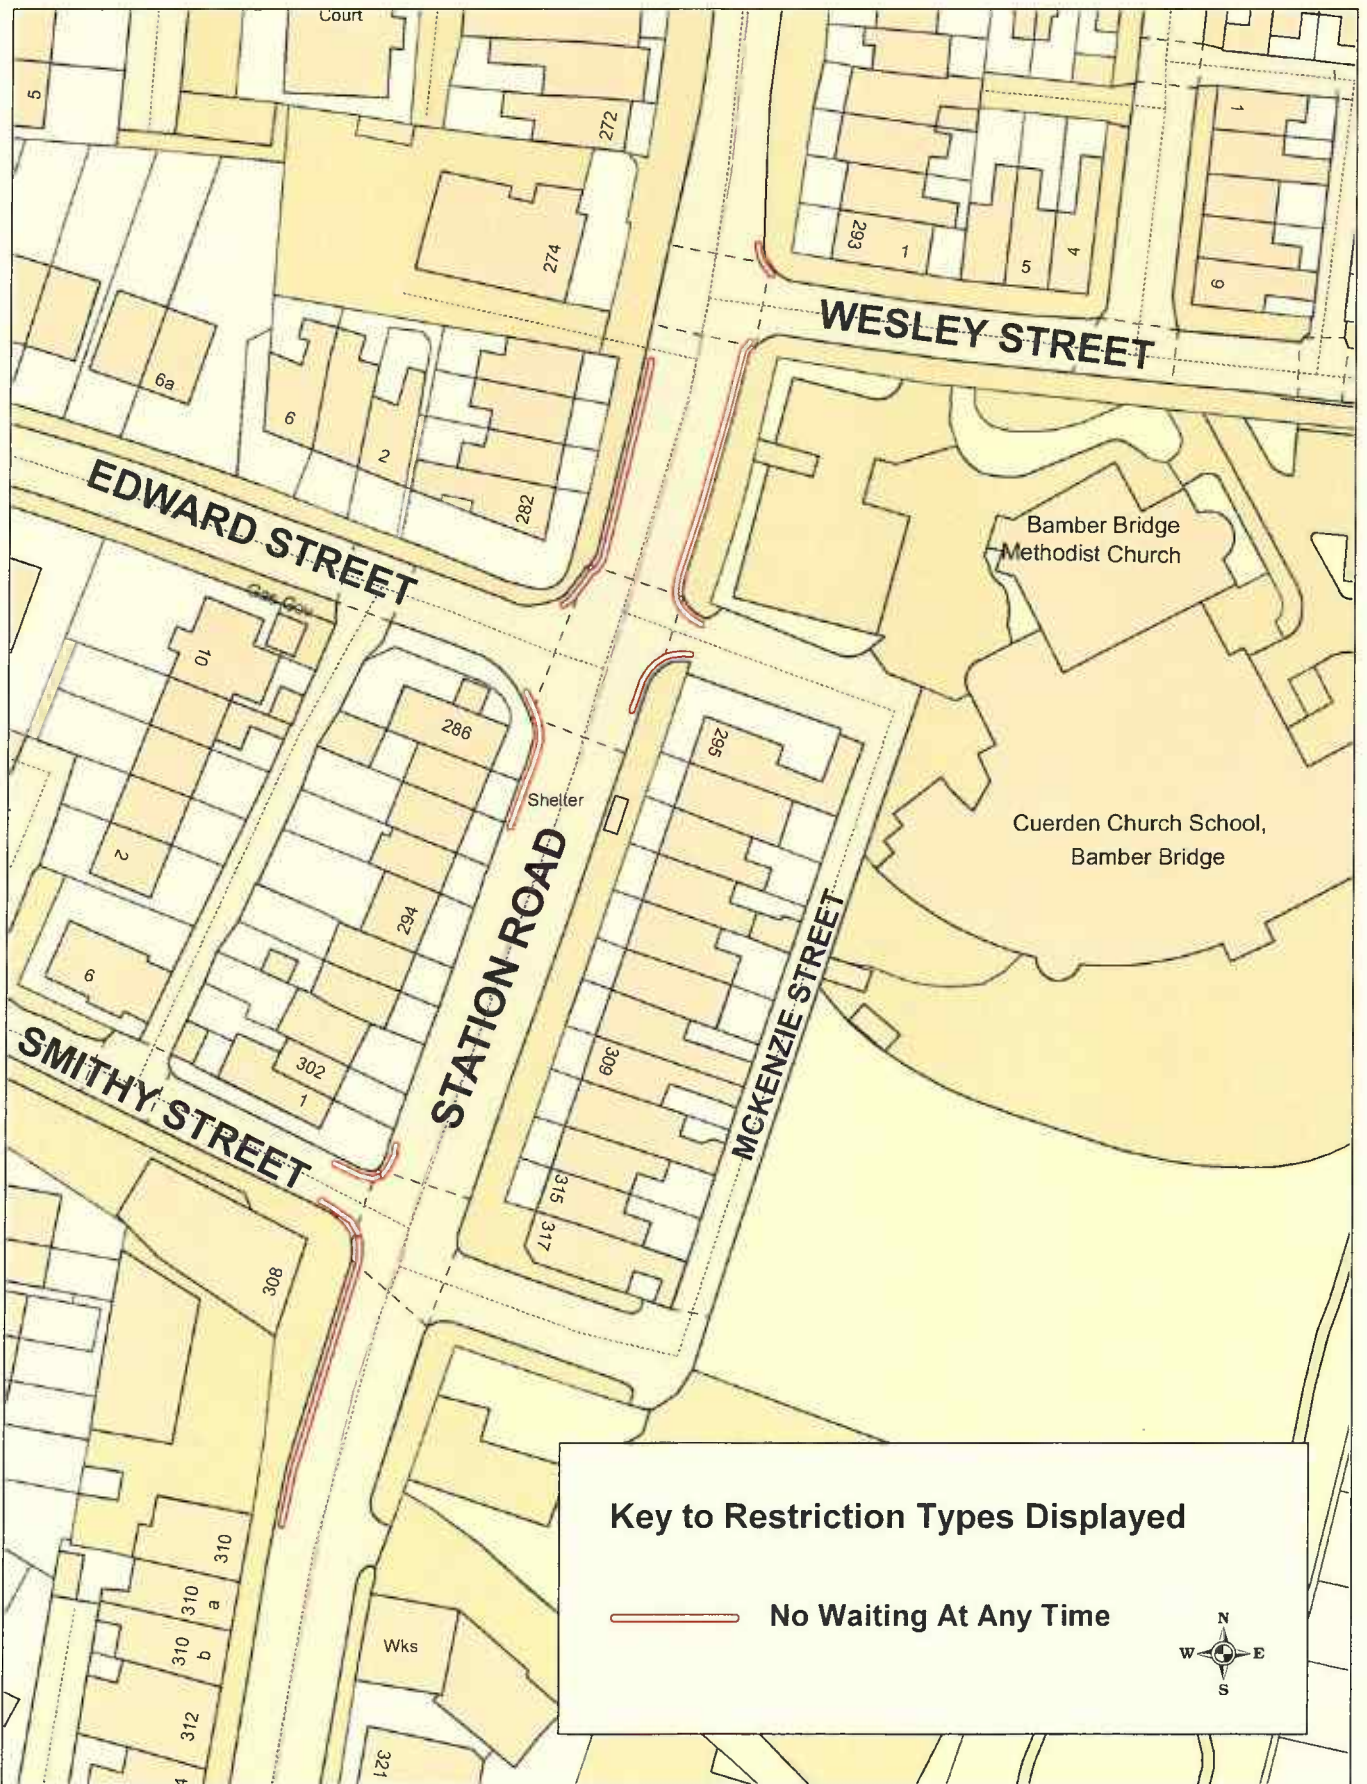 Court
5
272
1
274
293
1
5
4
9
WESLEY STREET
6a
6
2
282
EDWARD STREET
Bamber Bridge
Methodist Church
Gas Gov
10
286
295
Shelter
Cuerden Church School,
Bamber Bridge
2
294
STATION ROAD
MCKENZIE STREET
6
309
SMITHY STREET
302
1
315
317
308
310
310
a
310
b
312
Wks
321
Key to Restriction Types Displayed
No Waiting At Any Time
N
W
E
S